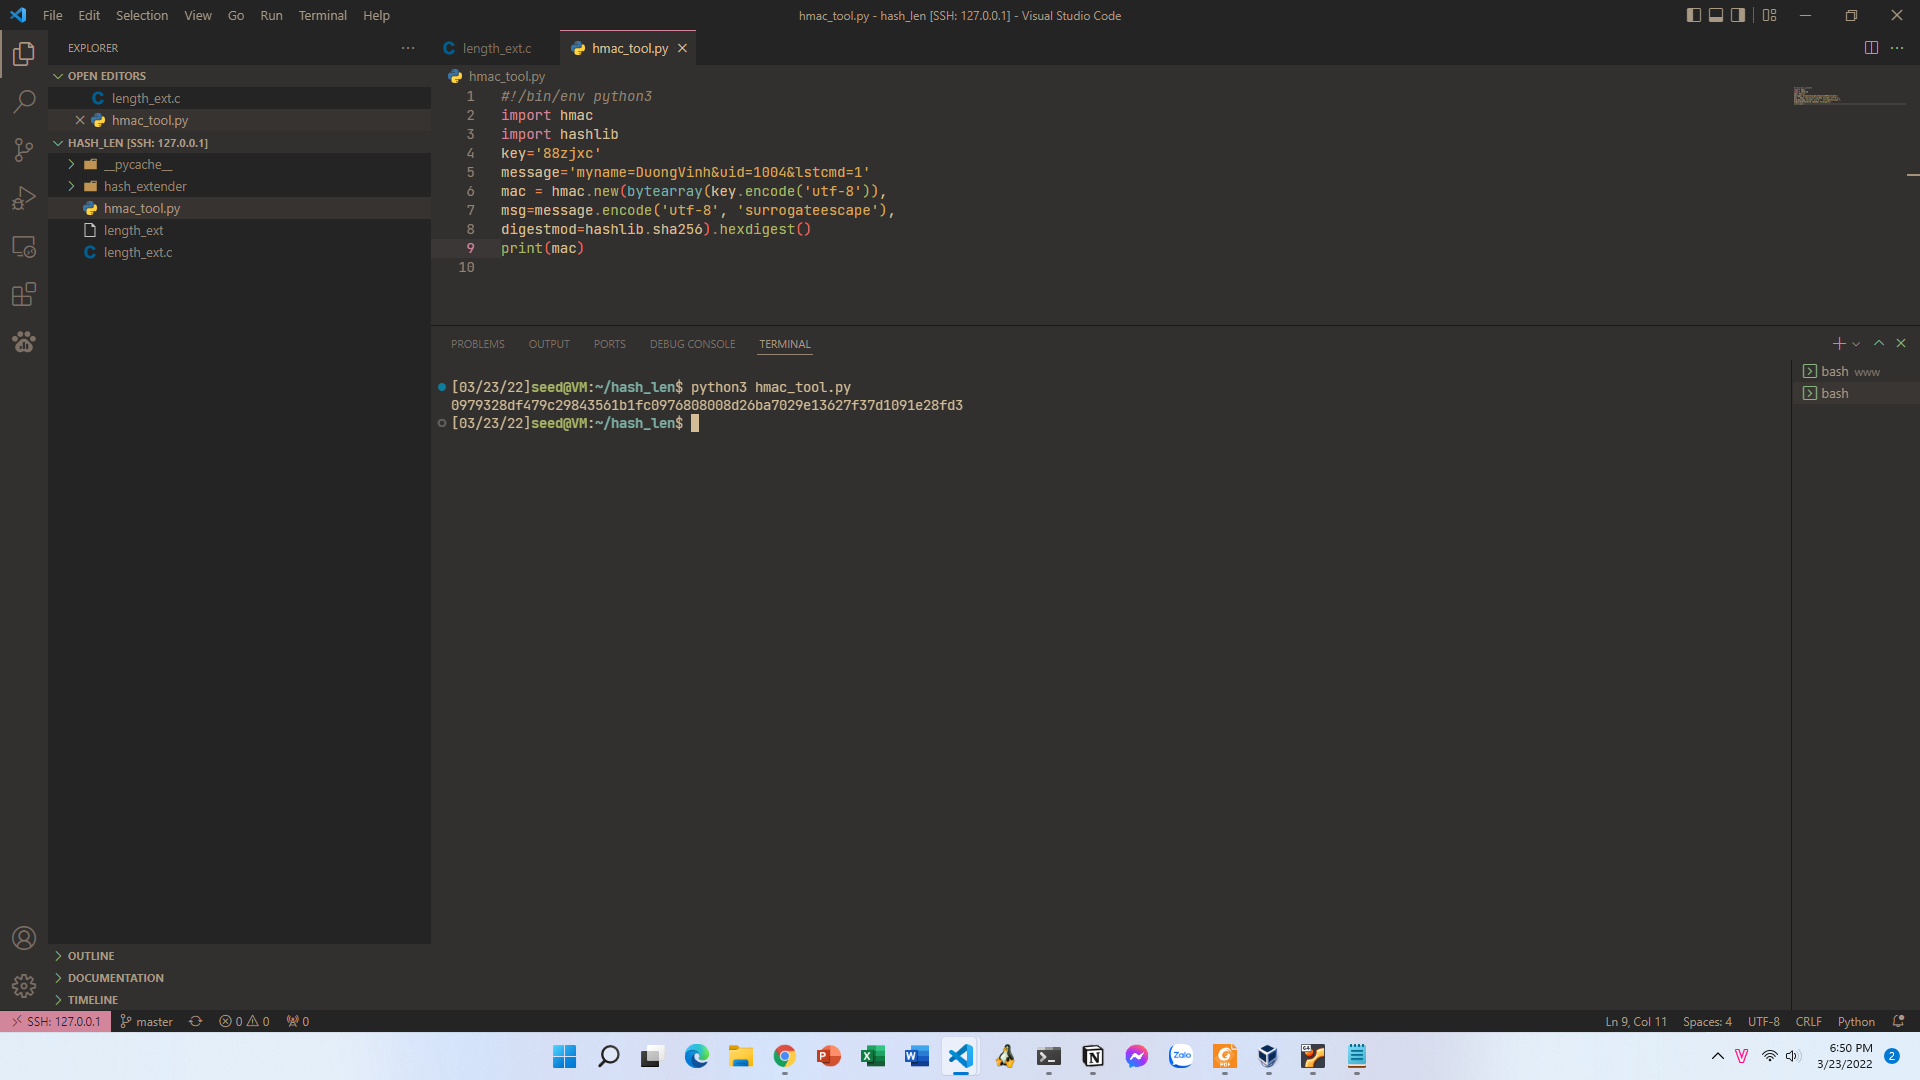 File Edit Selection View Go Run Terminal Help
hmac_tool.py - hash_len [SSH: 127.0.0.1] - Visual Studio Code
EXPLORER
OPEN EDITORS
length_ext.c
hmac_tool.py
HASH_LEN [SSH: 127.0.0.1]
__pycache__
hash_extender
hmac_tool.py
length_ext
length_ext.c
OUTLINE
DOCUMENTATION
TIMELINE
length_ext.c hmac_tool.py
hmac_tool.py
1 #!/bin/env python3
2 import hmac
3 import hashlib
4 key='88zjxc'
5 message='myname=DuongVinh&uid=1004&lstcmd=1'
6 mac = hmac.new(bytearray(key.encode('utf-8')),
7 msg=message.encode('utf-8', 'surrogateescape'),
8 digestmod=hashlib.sha256).hexdigest()
9 print(mac)
10
PROBLEMS OUTPUT PORTS DEBUG CONSOLE TERMINAL
[03/23/22]seed@VM:~/hash_len$ python3 hmac_tool.py
0979328df479c29843561b1fc0976808008d26ba7029e13627f37d1091e28fd3
[03/23/22]seed@VM:~/hash_len$
bash www
bash
SSH: 127.0.0.1 master 0 0 0
Ln 9, Col 11 Spaces: 4 UTF-8 CRLF Python
6:50 PM
3/23/2022
2